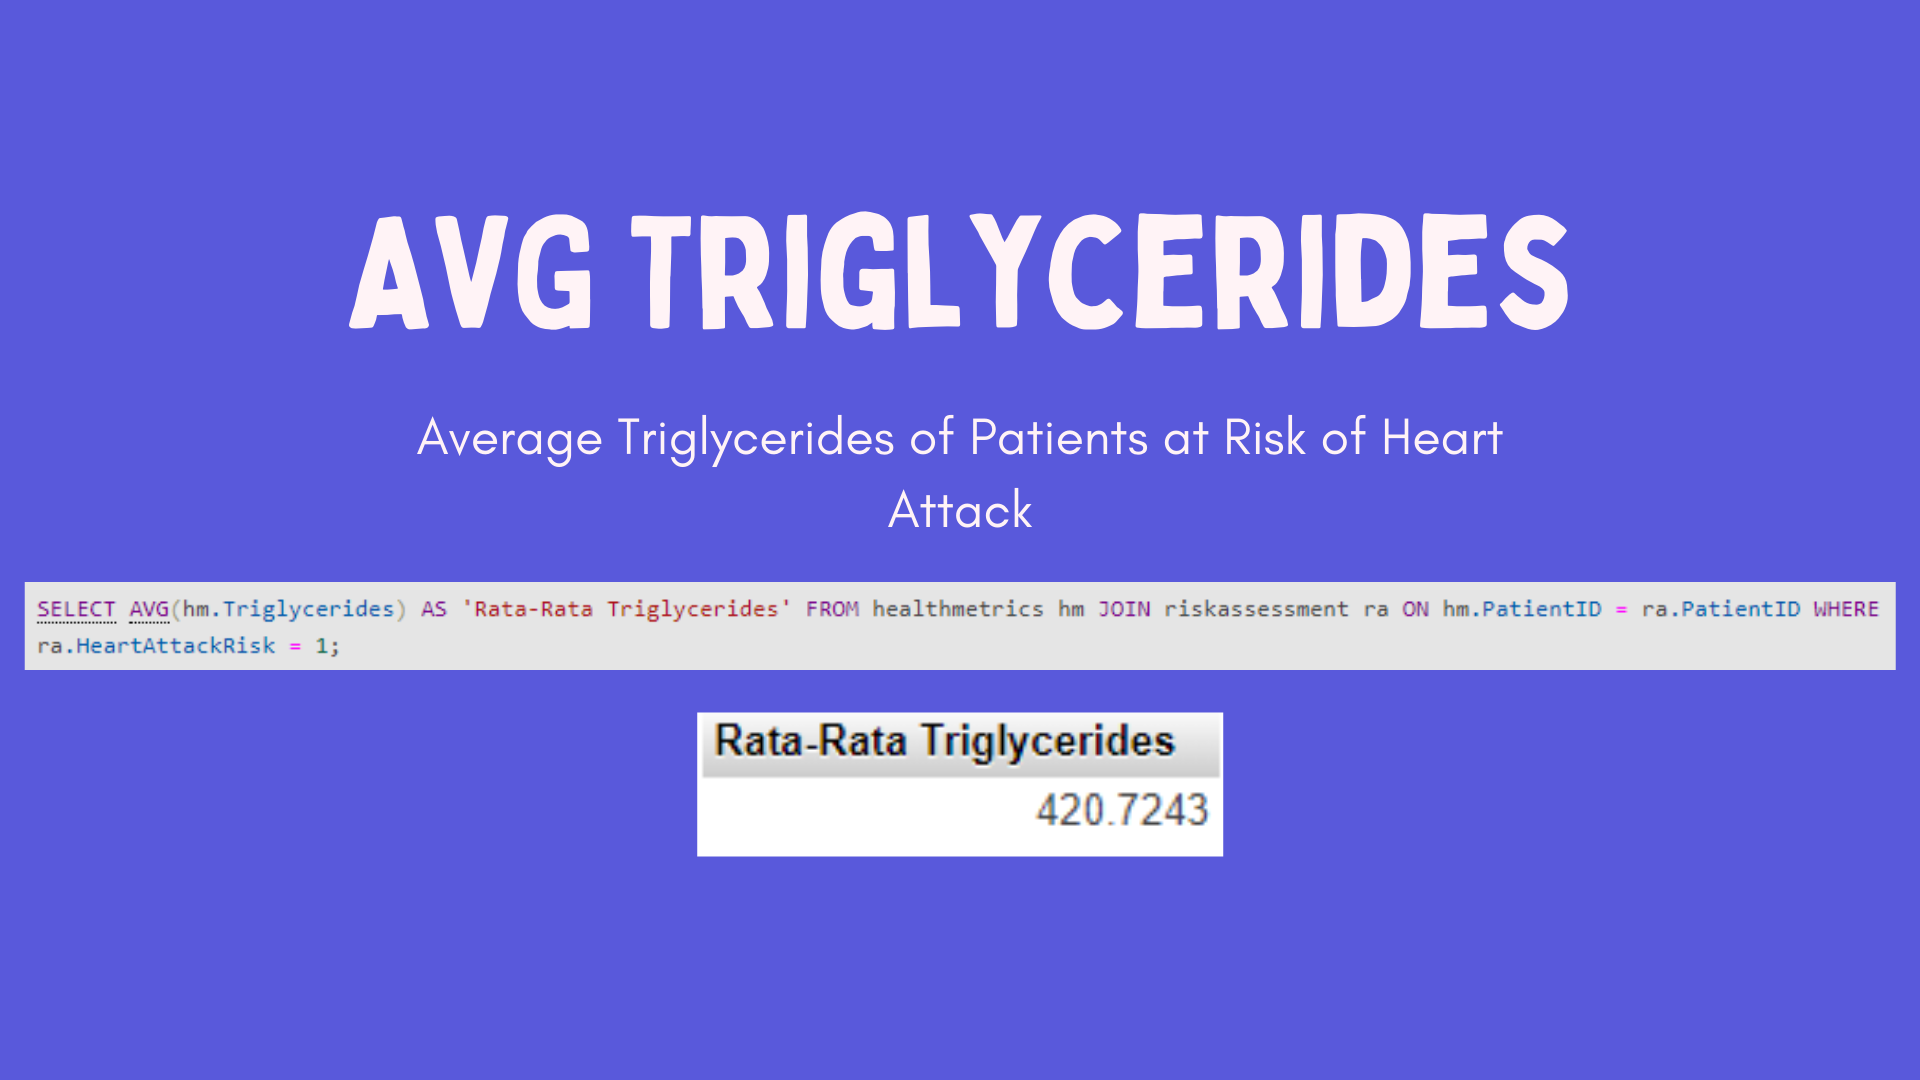 AVG TRIGLYCERIDES
Average Triglycerides of Patients at Risk of Heart
Attack
SELECT AVG(hm.Triglycerides) AS 'Rata-Rata Triglycerides' FROM healthmetrics hm JOIN riskassessment ra ON hm.PatientID = ra.PatientID WHERE
ra.HeartAttackRisk = 1;
Rata-Rata Triglycerides
420.7243